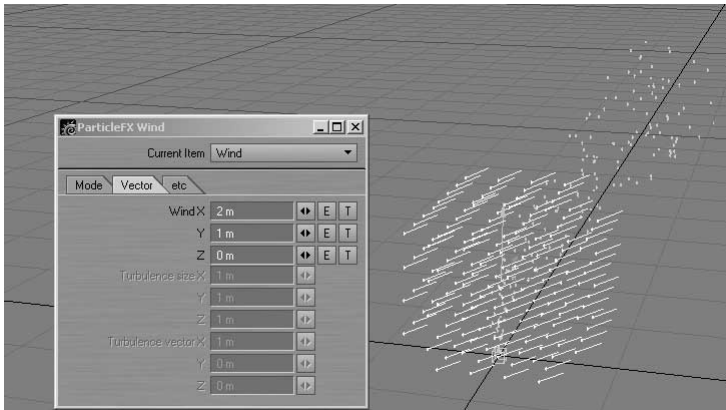 ParticleFX Wind
Current Item Wind
Mode Vector etc
Wind X 2 m E T
Y 1 m E T
Z 0 m E T
Turbulence size X 1 m
Y 1 m
Z 1 m
Turbulence vector X 1 m
Y 0 m
Z 0 m